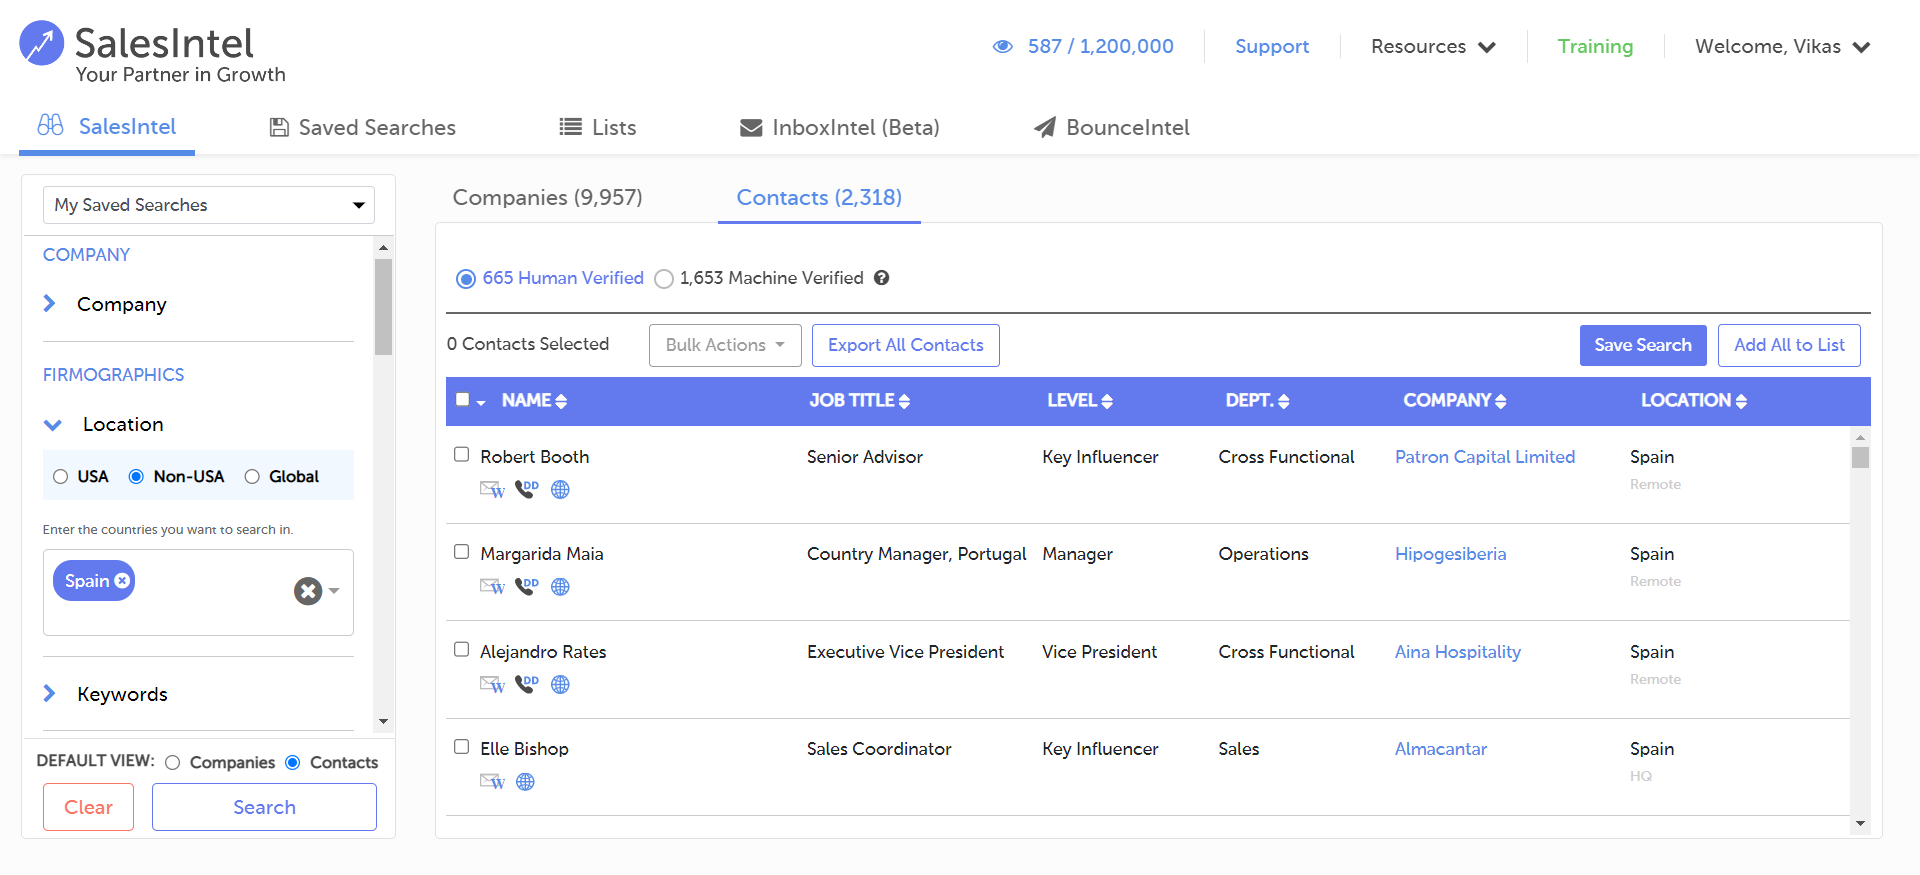 SalesIntel
Your Partner in Growth
587 / 1,200,000
Support
Resources
Training
Welcome, Vikas
SalesIntel
Saved Searches
Lists
InboxIntel (Beta)
BounceIntel
My Saved Searches
COMPANY
Company
FIRMOGRAPHICS
Location
USA
Non-USA
Global
Enter the countries you want to search in.
Spain
Keywords
DEFAULT VIEW:
Companies
Contacts
Clear
Search
Companies (9,957)
Contacts (2,318)
665 Human Verified
1,653 Machine Verified
0 Contacts Selected
Bulk Actions
Export All Contacts
Save Search
Add All to List
NAME JOB TITLE LEVEL DEPT. COMPANY LOCATION
Robert Booth Senior Advisor Key Influencer Cross Functional Patron Capital Limited Spain
W DD Remote
Margarida Maia Country Manager, Portugal Manager Operations Hipogesiberia Spain
W DD Remote
Alejandro Rates Executive Vice President Vice President Cross Functional Aina Hospitality Spain
W DD Remote
Elle Bishop Sales Coordinator Key Influencer Sales Almacantar Spain
W HQ